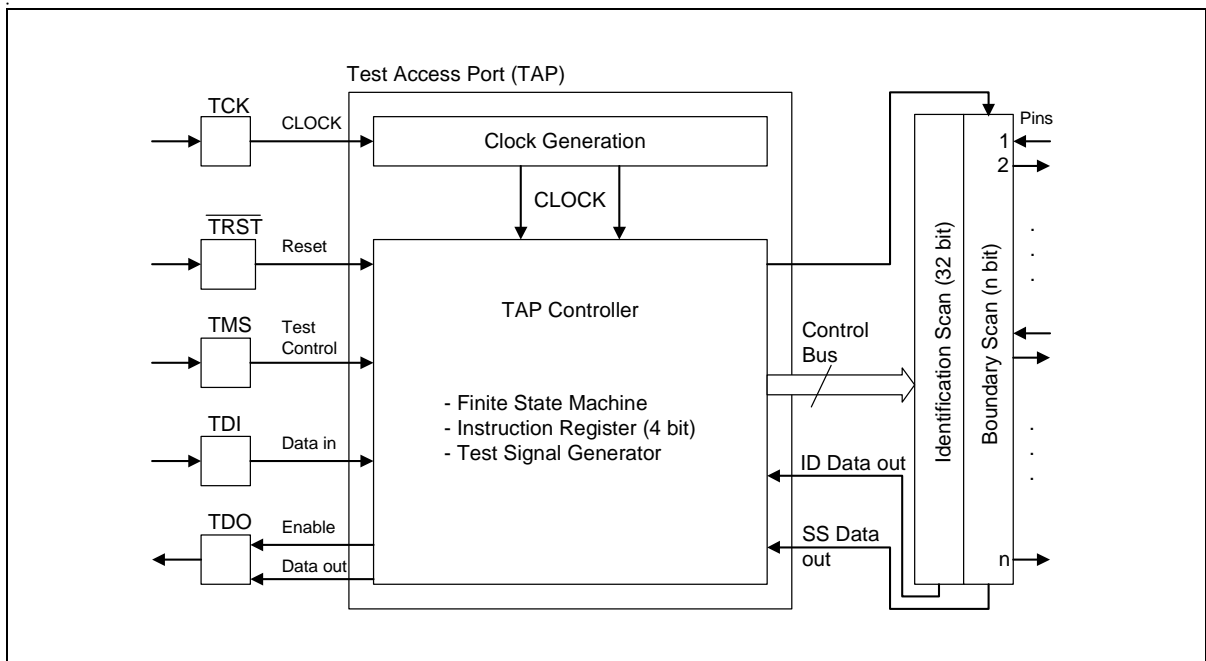 Test Access Port (TAP)
TCK
CLOCK
Clock Generation
CLOCK
TRST
Reset
TMS
Test
Control
TDI
Data in
TDO
Enable
Data out
TAP Controller
- Finite State Machine
- Instruction Register (4 bit)
- Test Signal Generator
Control
Bus
ID Data out
SS Data
out
Identification Scan (32 bit)
Boundary Scan (n bit)
Pins
1
2
n